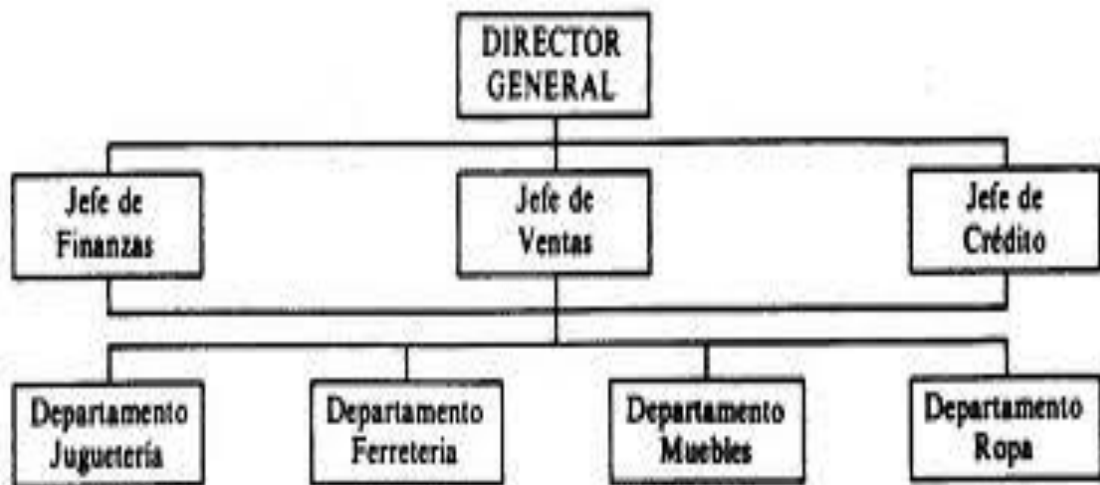 DIRECTOR
GENERAL
Jefe de
Finanzas
Jefe de
Ventas
Jefe de
Crédito
Departamento
Juguetería
Departamento
Ferreteria
Departamento
Muebles
Departamento
Ropa